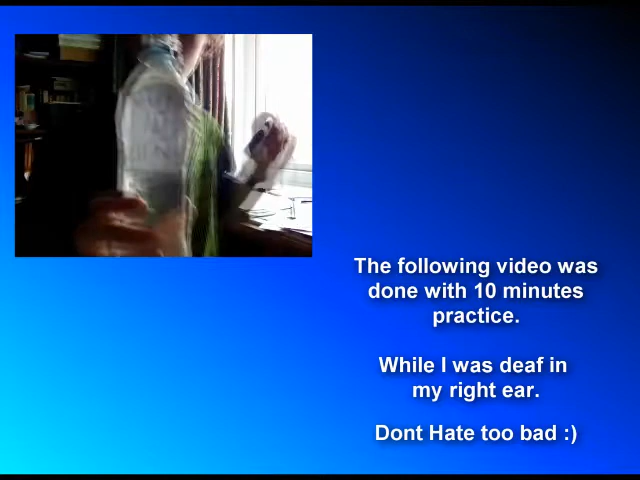 The following video was
done with 10 minutes
practice.
While I was deaf in
my right ear.
Dont Hate too bad :)